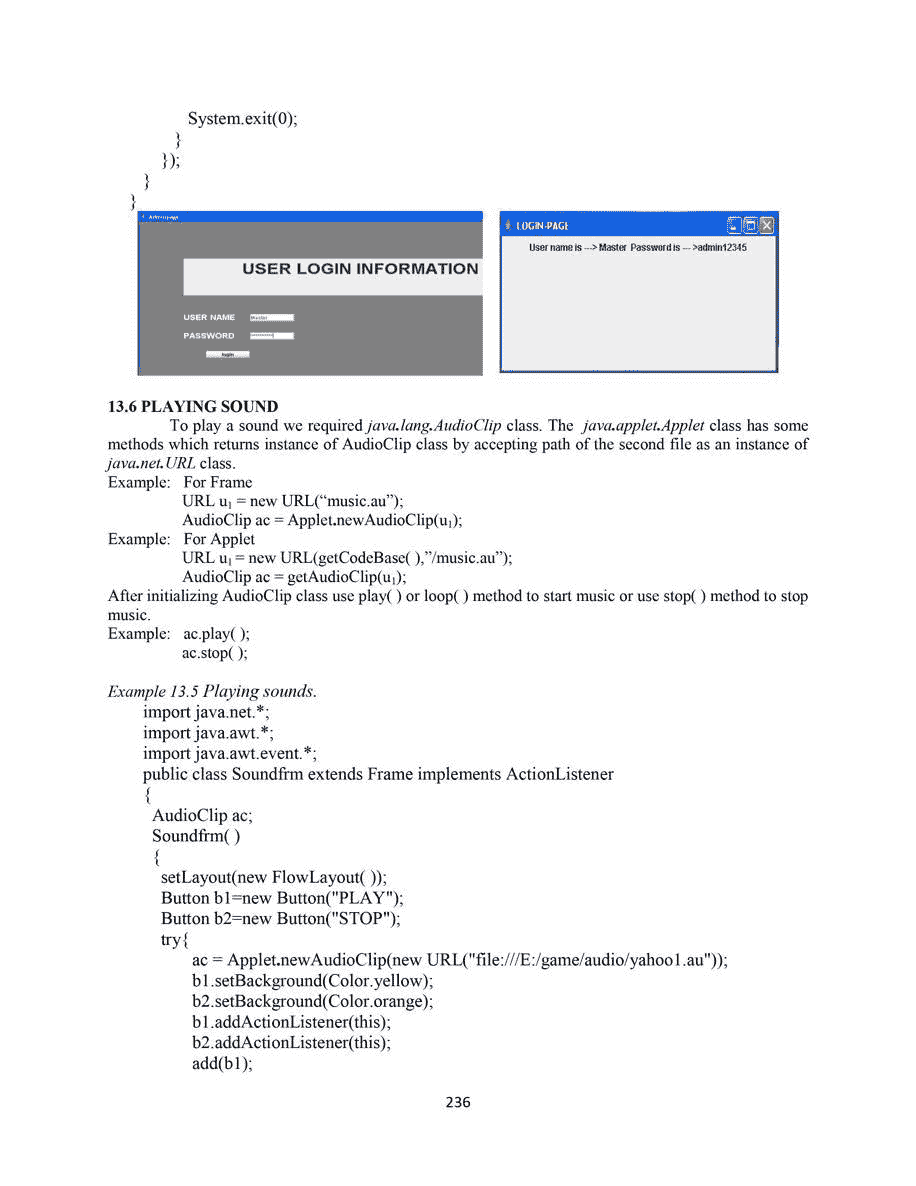 System.exit(0);
}
});
}
}
USER LOGIN INFORMATION
USER NAME Master
PASSWORD
login
LOGIN-PAGE
User name is ---> Master Password is --- >admin12345
13.6 PLAYING SOUND
To play a sound we required java.lang.AudioClip class. The java.applet.Applet class has some
methods which returns instance of AudioClip class by accepting path of the second file as an instance of
java.net.URL class.
Example: For Frame
URL u₁ = new URL(“music.au”);
AudioClip ac = Applet.newAudioClip(u₁);
Example: For Applet
URL u₁ = new URL(getCodeBase( ),”/music.au”);
AudioClip ac = getAudioClip(u₁);
After initializing AudioClip class use play( ) or loop( ) method to start music or use stop( ) method to stop
music.
Example: ac.play( );
ac.stop( );
Example 13.5 Playing sounds.
import java.net.*;
import java.awt.*;
import java.awt.event.*;
public class Soundfrm extends Frame implements ActionListener
{
AudioClip ac;
Soundfrm( )
{
setLayout(new FlowLayout( ));
Button b1=new Button("PLAY");
Button b2=new Button("STOP");
try{
ac = Applet.newAudioClip(new URL("file:///E:/game/audio/yahoo1.au"));
b1.setBackground(Color.yellow);
b2.setBackground(Color.orange);
b1.addActionListener(this);
b2.addActionListener(this);
add(b1);
236